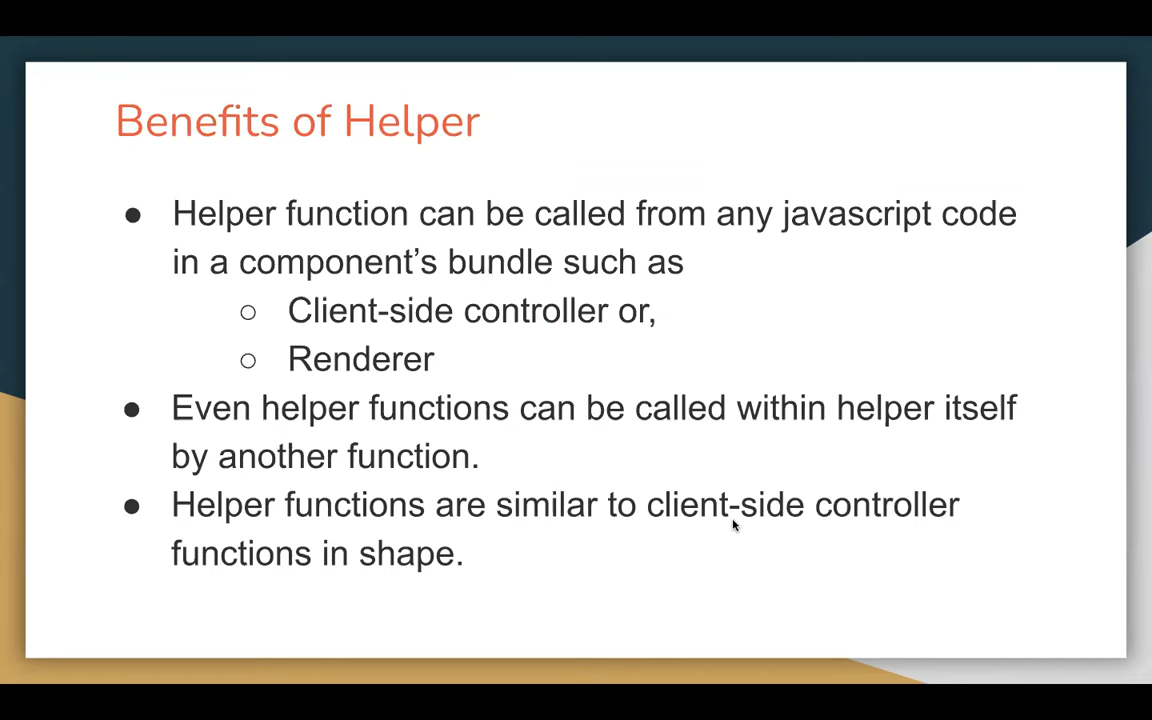 Benefits of Helper
● Helper function can be called from any javascript code
in a component’s bundle such as
○ Client-side controller or,
○ Renderer
● Even helper functions can be called within helper itself
by another function.
● Helper functions are similar to client-side controller
functions in shape.